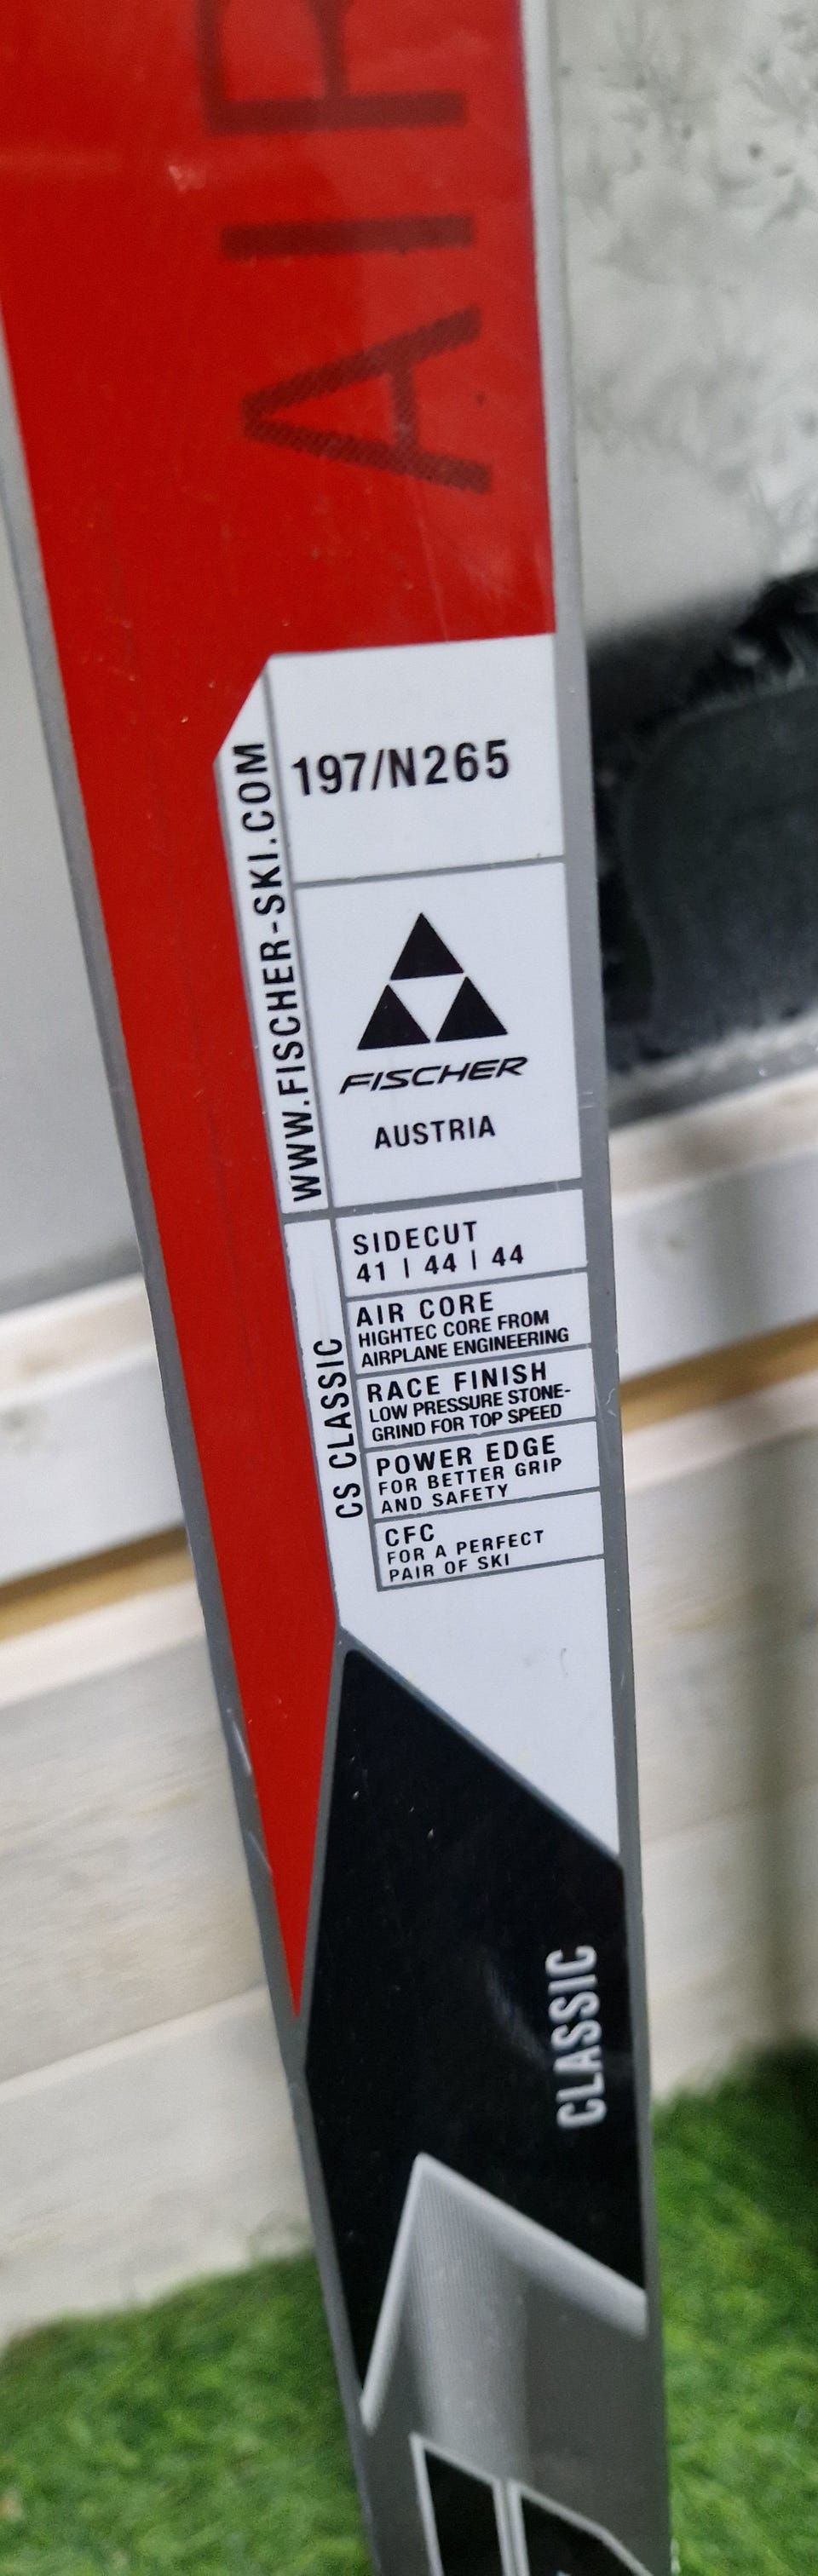 AIR
197/N265
WWW.FISCHER-SKI.COM
FISCHER
AUSTRIA
CS CLASSIC
SIDECUT
41 | 44 | 44
AIR CORE
HIGHTEC CORE FROM
AIRPLANE ENGINEERING
RACE FINISH
LOW PRESSURE STONE-
GRIND FOR TOP SPEED
POWER EDGE
FOR BETTER GRIP
AND SAFETY
CFC
FOR A PERFECT
PAIR OF SKI
CLASSIC